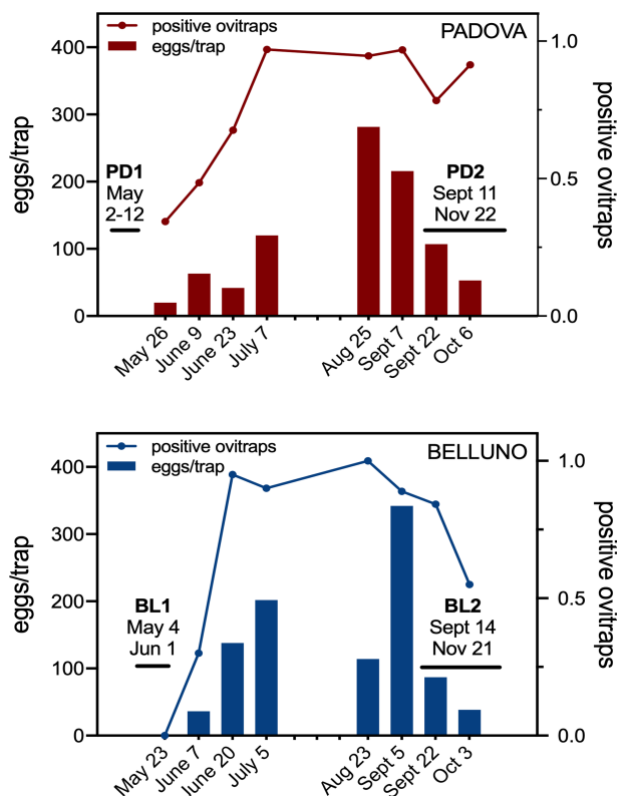 positive ovitraps
eggs/trap
PADOVA
400
300
200
100
0
eggs/trap
1.0
0.5
0.0
positive ovitraps
PD1
May
2-12
PD2
Sept 11
Nov 22
May 26
June 9
June 23
July 7
Aug 25
Sept 7
Sept 22
Oct 6
positive ovitraps
eggs/trap
BELLUNO
400
300
200
100
0
eggs/trap
1.0
0.5
0.0
positive ovitraps
BL1
May 4
Jun 1
BL2
Sept 14
Nov 21
May 23
June 7
June 20
July 5
Aug 23
Sept 5
Sept 22
Oct 3